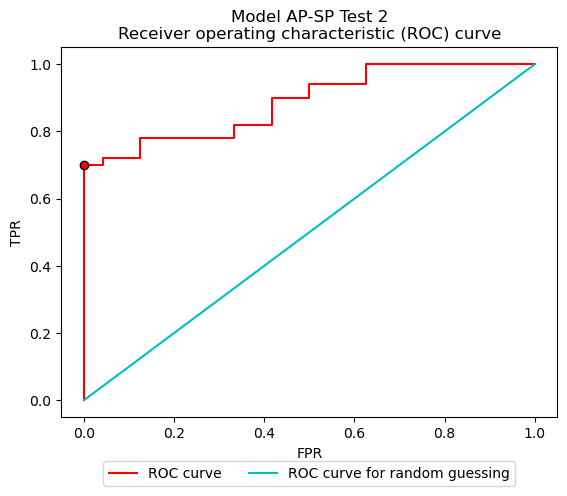 Model AP-SP Test 2
Receiver operating characteristic (ROC) curve
1.0
0.8
0.6
0.4
0.2
0.0
TPR
0.0 0.2 0.4 0.6 0.8 1.0
FPR
ROC curve ROC curve for random guessing